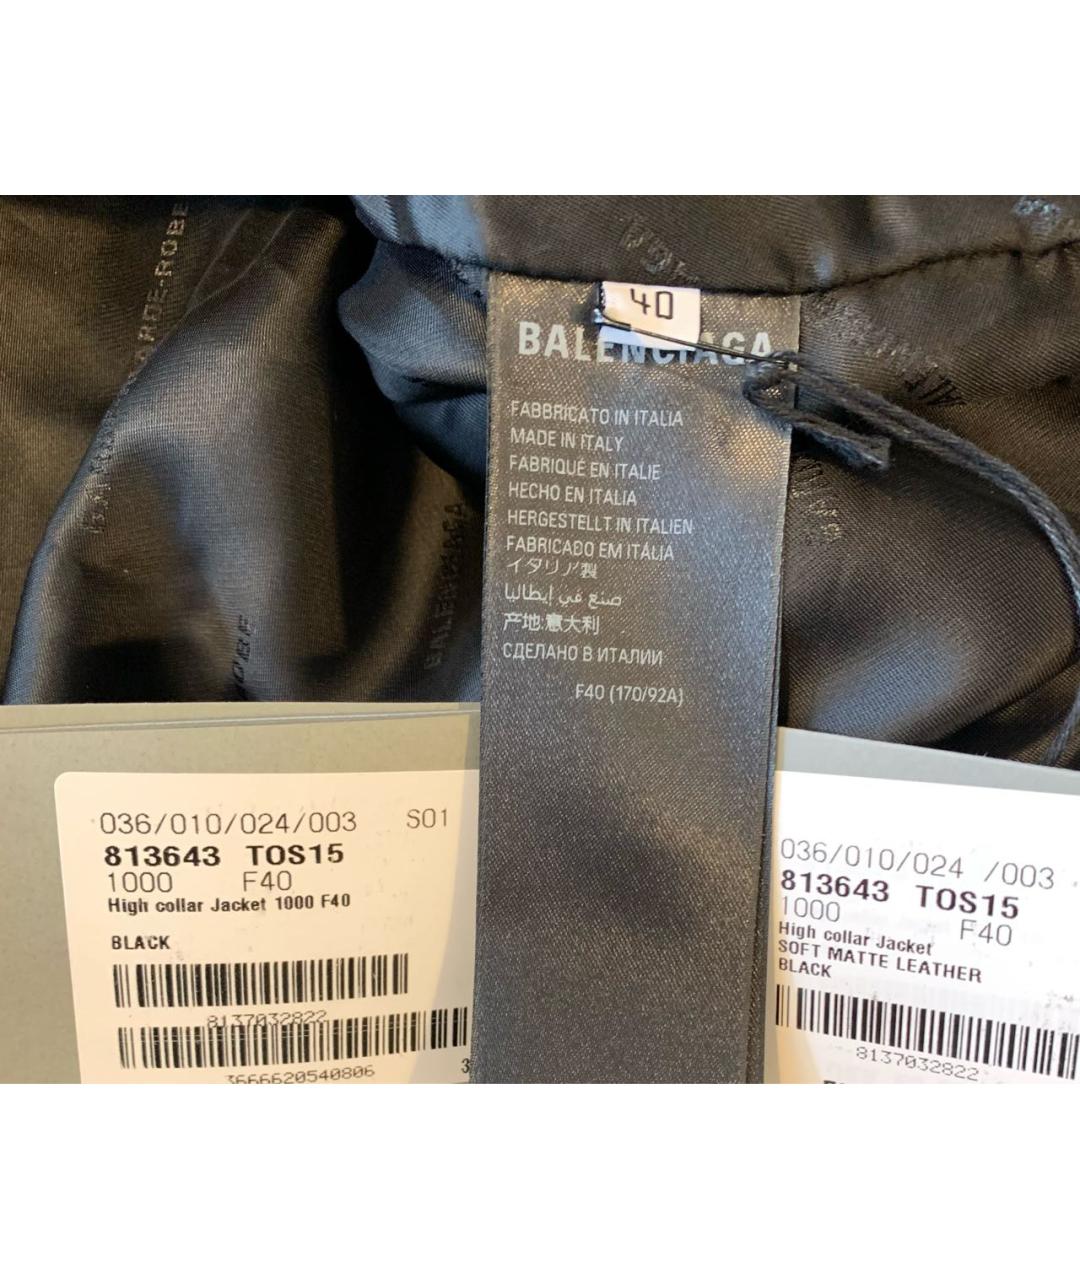 40
BALENCIAGA
FABBRICATO IN ITALIA
MADE IN ITALY
FABRIQUÉ EN ITALIE
HECHO EN ITALIA
HERGESTELLT IN ITALIEN
FABRICADO EM ITÁLIA
イタリア製
صنع في إيطاليا
产地:意大利
СДЕЛАНО В ИТАЛИИ
F40 (170/92A)
BALENCIAGA
036/010/024/003 S01
813643 TOS15
1000 F40
High collar Jacket 1000 F40
BLACK
8137032822
3666620540806
036/010/024 /003
813643 TOS15
1000 F40
High collar Jacket
SOFT MATTE LEATHER
BLACK
8137032822